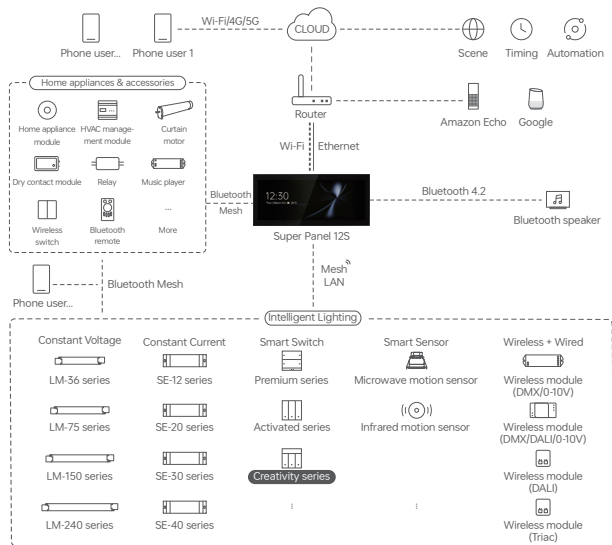 Wi-Fi/4G/5G
CLOUD
Phone user...
Phone user 1
Scene
Timing
Automation
Home appliances & accessories
Router
Amazon Echo
Google
Home appliance
module
HVAC manage-
ment module
Curtain
motor
Wi-Fi
Ethernet
Dry contact module
Relay
Music player
Bluetooth
Mesh
12:30
Bluetooth 4.2
Wireless
switch
Bluetooth
remote
...
More
Super Panel 12S
Bluetooth speaker
Mesh
LAN
Bluetooth Mesh
Phone user...
Intelligent Lighting
Constant Voltage
Constant Current
Smart Switch
Smart Sensor
Wireless + Wired
LM-36 series
SE-12 series
Premium series
Microwave motion sensor
Wireless module
(DMX/0-10V)
LM-75 series
SE-20 series
Activated series
Infrared motion sensor
Wireless module
(DMX/DALI/0-10V)
LM-150 series
SE-30 series
Creativity series
Wireless module
(DALI)
LM-240 series
SE-40 series
Wireless module
(Triac)